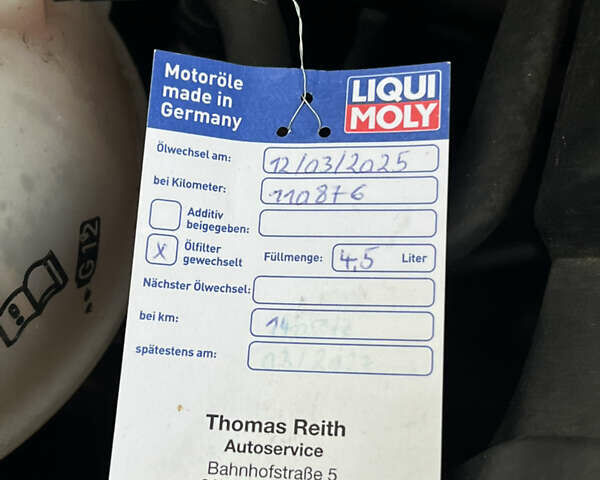 Motoröle
made in
Germany
LIQUI
MOLY
Ölwechsel am: 12/03/2025
bei Kilometer: 110876
Additiv
beigegeben:
x Ölfilter
gewechselt
Füllmenge: 4,5 Liter
Nächster Ölwechsel:
bei km:
spätestens am:
Thomas Reith
Autoservice
Bahnhofstraße 5
G12